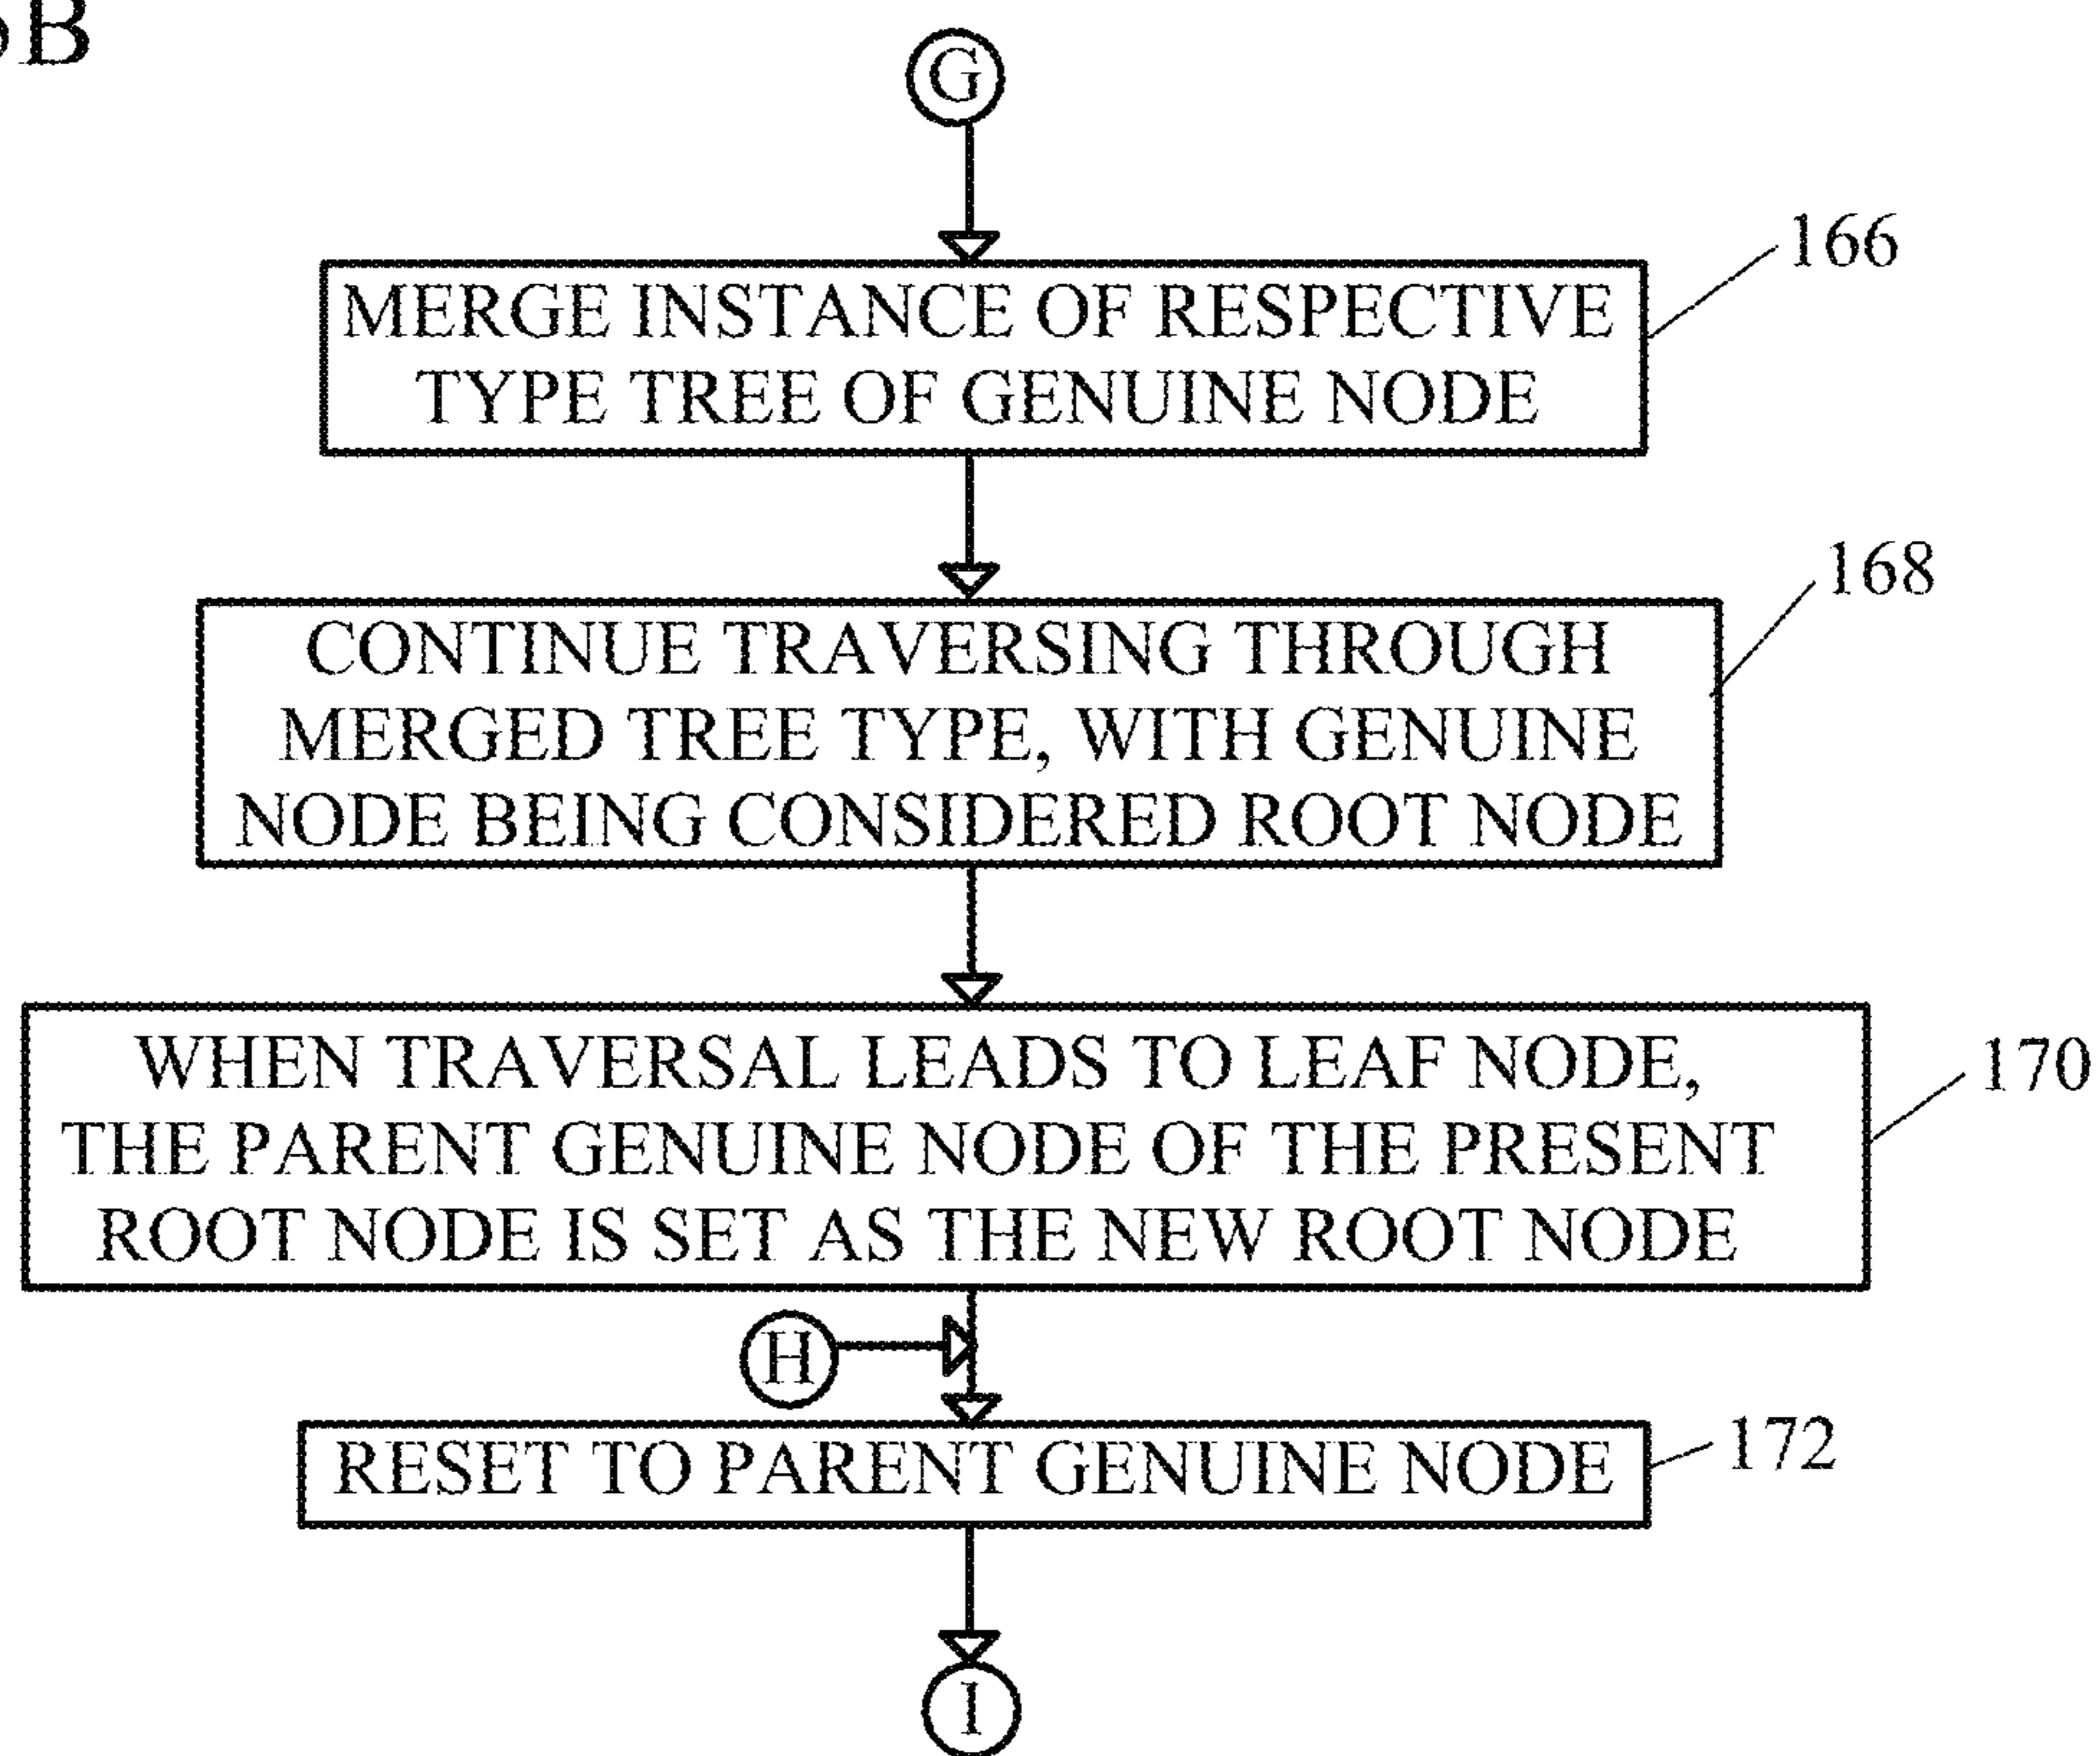 B
G
166
MERGE INSTANCE OF RESPECTIVE
TYPE TREE OF GENUINE NODE
168
CONTINUE TRAVERSING THROUGH
MERGED TREE TYPE, WITH GENUINE
NODE BEING CONSIDERED ROOT NODE
170
WHEN TRAVERSAL LEADS TO LEAF NODE,
THE PARENT GENUINE NODE OF THE PRESENT
ROOT NODE IS SET AS THE NEW ROOT NODE
H
172
RESET TO PARENT GENUINE NODE
I